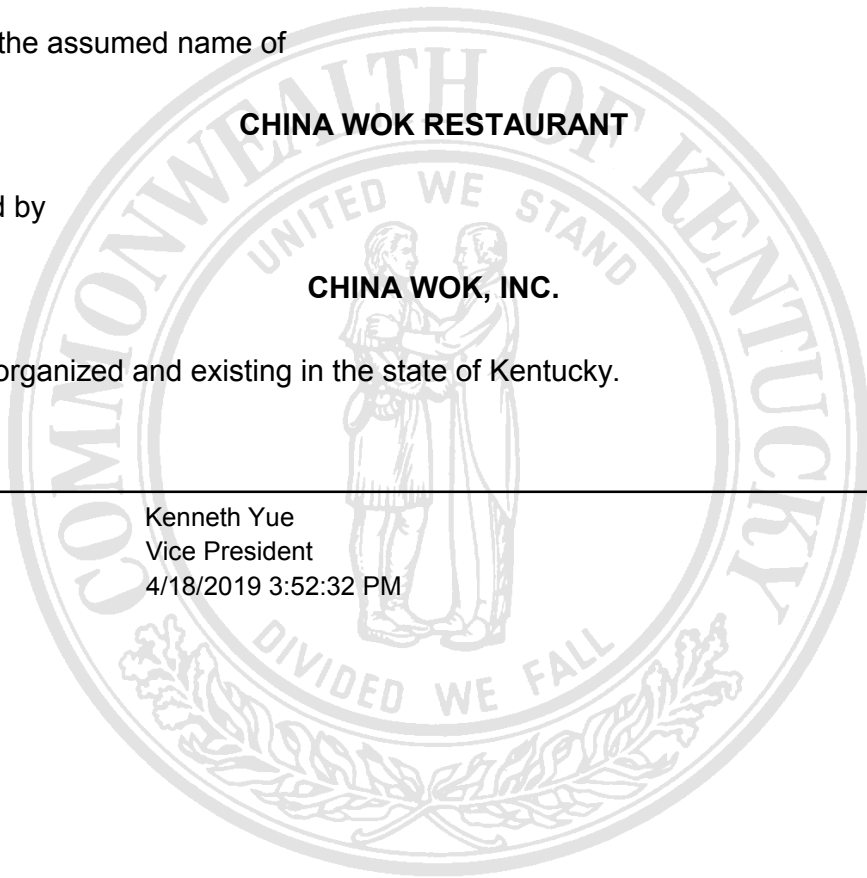 the assumed name of
CHINA WOK RESTAURANT
d by
CHINA WOK, INC.
organized and existing in the state of Kentucky.
Kenneth Yue
Vice President
4/18/2019 3:52:32 PM
COMMONWEALTH OF KENTUCKY
UNITED WE STAND
DIVIDED WE FALL